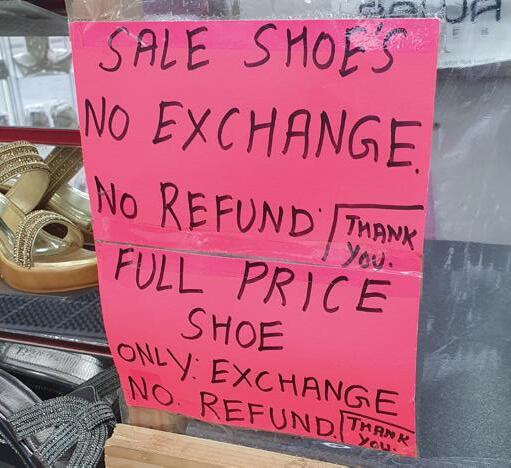 SALE SHOE'S
NO EXCHANGE.
NO REFUND.
THANK
YOU.
FULL PRICE
SHOE
ONLY: EXCHANGE
NO. REFUND.
THANK
YOU.